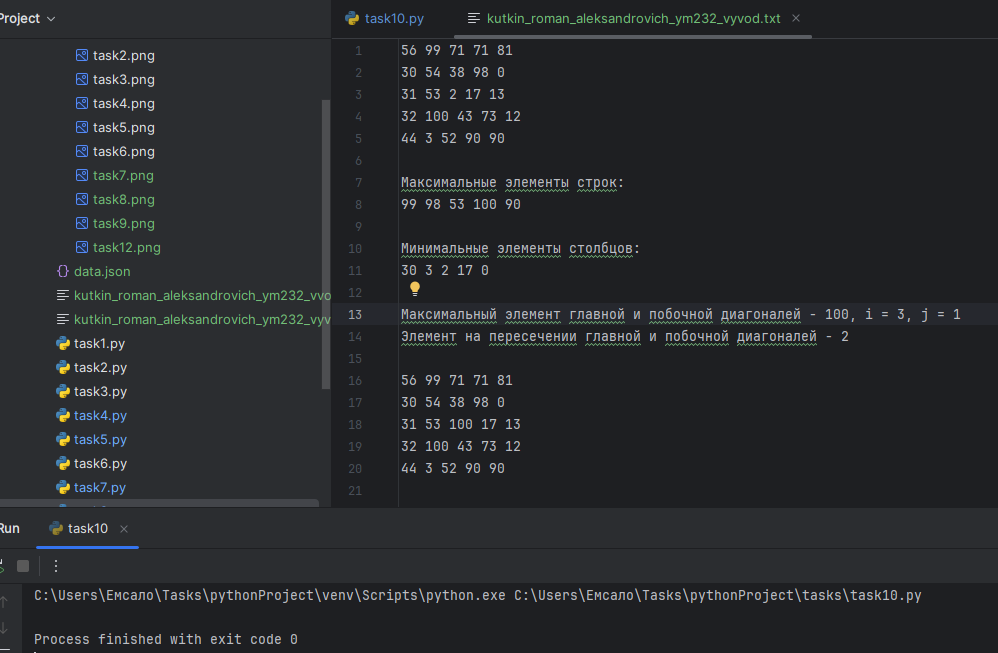 Project
task10.py
kutkin_roman_aleksandrovich_ym232_vyvod.txt
task2.png
task3.png
task4.png
task5.png
task6.png
task7.png
task8.png
task9.png
task12.png
data.json
kutkin_roman_aleksandrovich_ym232_vvo
kutkin_roman_aleksandrovich_ym232_vyv
task1.py
task2.py
task3.py
task4.py
task5.py
task6.py
task7.py
1 56 99 71 71 81
2 30 54 38 98 0
3 31 53 2 17 13
4 32 100 43 73 12
5 44 3 52 90 90
6
7 Максимальные элементы строк:
8 99 98 53 100 90
9
10 Минимальные элементы столбцов:
11 30 3 2 17 0
12
13 Максимальный элемент главной и побочной диагоналей - 100, i = 3, j = 1
14 Элемент на пересечении главной и побочной диагоналей - 2
15
16 56 99 71 71 81
17 30 54 38 98 0
18 31 53 100 17 13
19 32 100 43 73 12
20 44 3 52 90 90
21
Run
task10
C:\Users\Емсало\Tasks\pythonProject\venv\Scripts\python.exe C:\Users\Емсало\Tasks\pythonProject\tasks\task10.py
Process finished with exit code 0